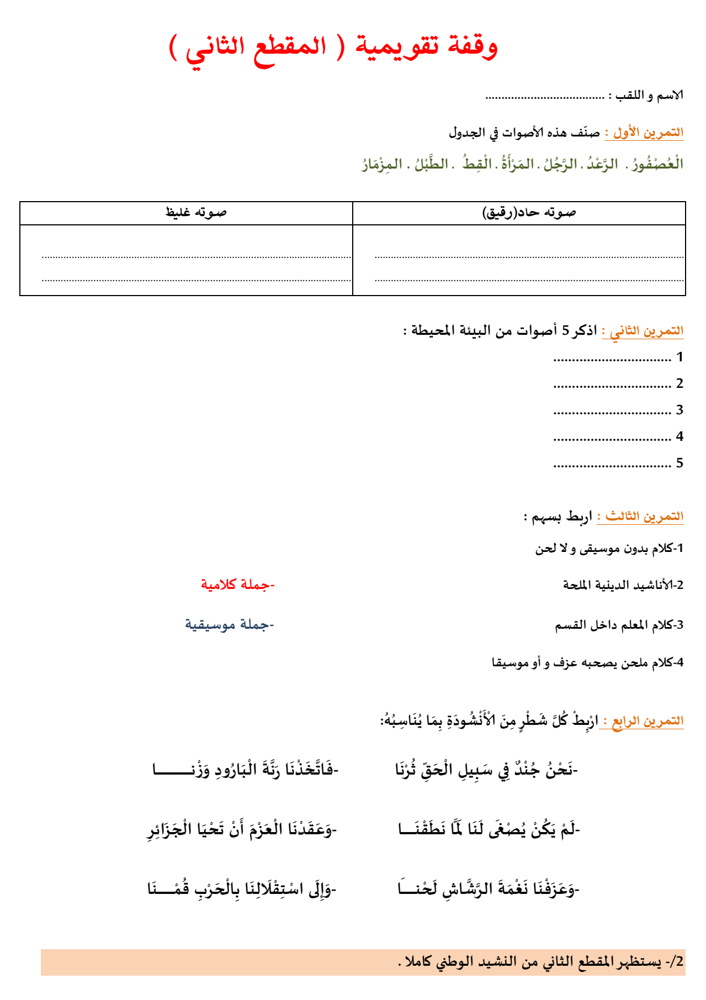 وقفة تقويمية ( المقطع الثاني )
الاسم و اللقب : .....................................
التمرين الأول : صنّف هذه الأصوات في الجدول
الْعُصْفُورُ . الرَّعْدُ . الرَّجُلُ . المَرْأَةُ . الْقِطُ . الطَّبْلُ . المِزْمَارُ
صوته حاد(رقيق) صوته غليظ
التمرين الثاني : اذكر 5 أصوات من البيئة المحيطة :
1 ................................
2 ................................
3 ................................
4 ................................
5 ................................
التمرين الثالث : اربط بسهم :
1-كلام بدون موسيقى و لا لحن
2-الأناشيد الدينية الملحة -جملة كلامية
3-كلام المعلم داخل القسم -جملة موسيقية
4-كلام ملحن يصحبه عزف و أو موسيقا
التمرين الرابع : ارْبِطْ كُلَّ شَطْرٍ مِنَ الْأَنْشُودَةِ بِمَا يُنَاسِبُهُ:
-نَحْنُ جُنْدٌ فِي سَبِيلِ الْحَقِّ ثُرْنَا -فَاتَّخَذْنَا رَنَّةَ الْبَارُودِ وَزْنـــــــا
-لَمْ يَكُنْ يُصْغَى لَنَا لَمَّا نَطَقْنَـــا -وَعَقَدْنَا الْعَزْمَ أَنْ تَحْيَا الْجَزَائِرِ
-وَعَزَفْنَا نَغْمَةَ الرَّشَّاشِ لَحْنـــاَ -وَإِلَى اسْتِقْلَالِنَا بِالْحَرْبِ قُمْـــنَا
2/- يستظهر المقطع الثاني من النشيد الوطني كاملا .